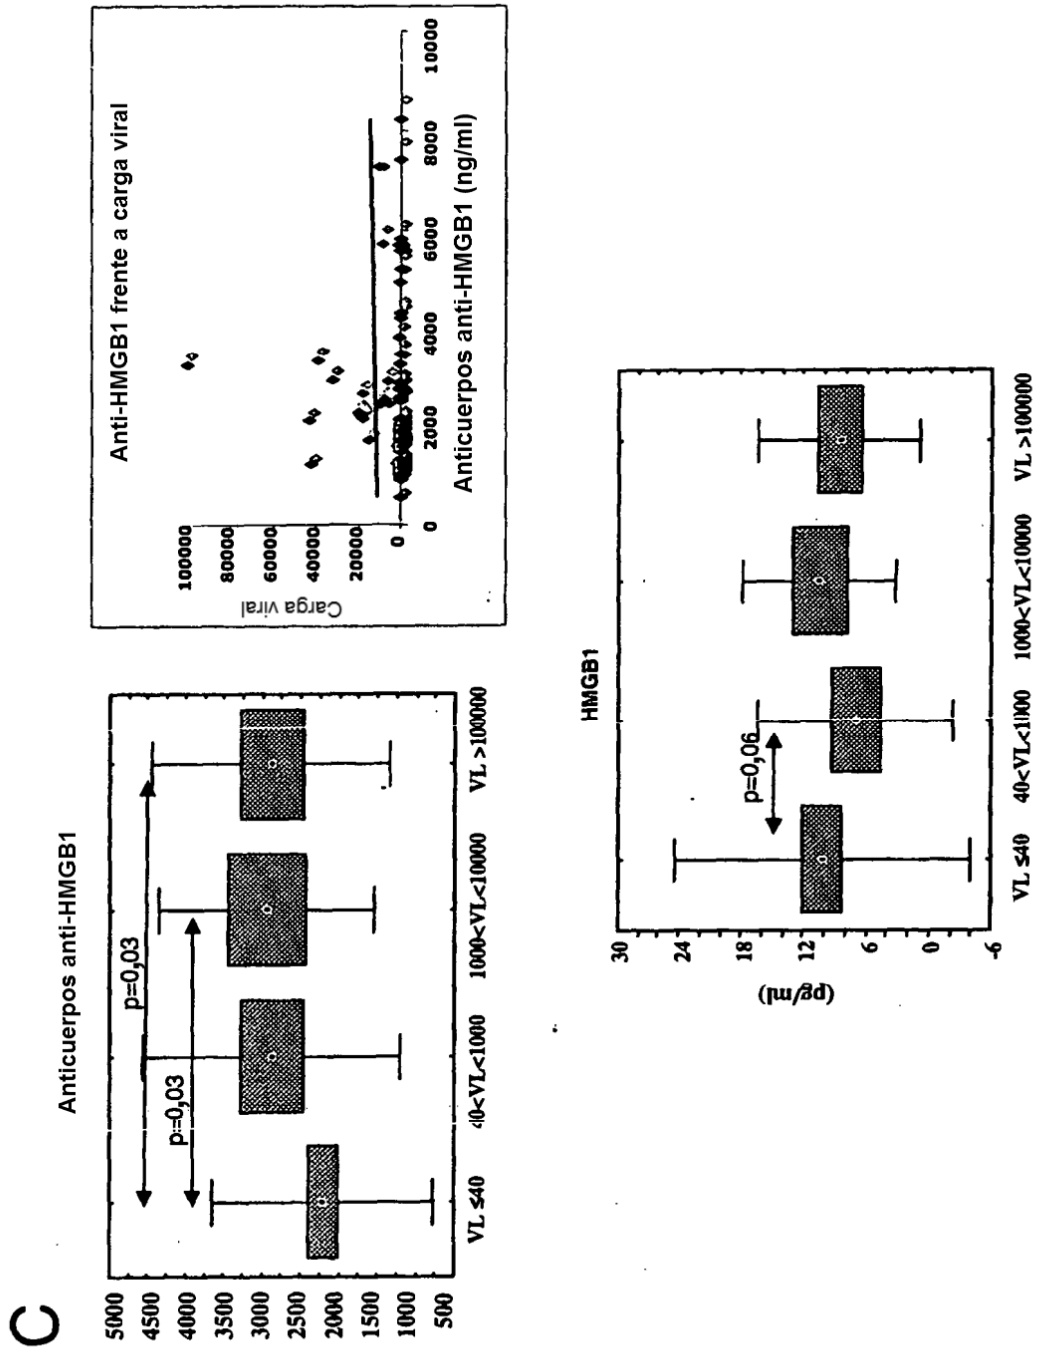 C
Anticuerpos anti-HMGB1
5000
4500
4000
3500
3000
2500
2000
1500
1000
500
p=0,03
p=0,03
VL ≤40
40<VL<1000
1000<VL<10000
VL >100000
Anti-HMGB1 frente a carga viral
Carga viral
100000
80000
60000
40000
20000
0
0
2000
4000
6000
8000
10000
Anticuerpos anti-HMGB1 (ng/ml)
HMGB1
(pg/ml)
30
24
18
12
6
0
-6
p=0,06
VL ≤40
40<VL<1000
1000<VL<10000
VL >100000